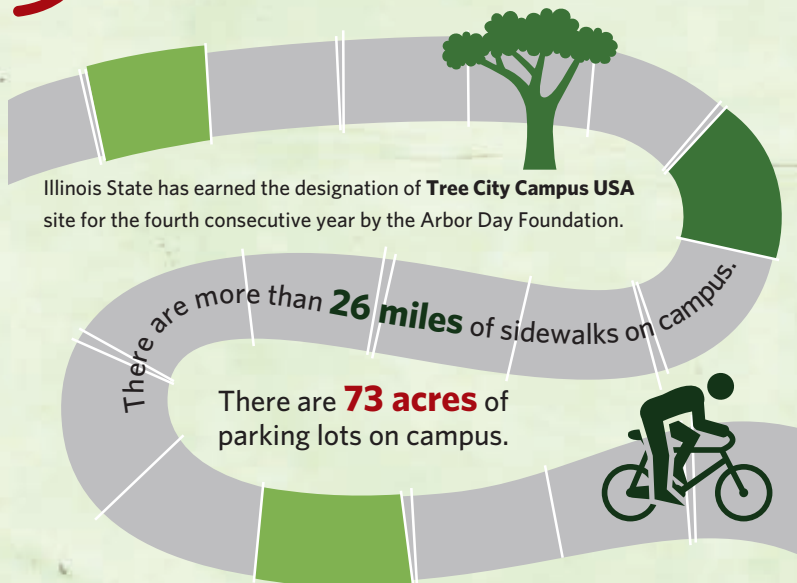 Illinois State has earned the designation of Tree City Campus USA
site for the fourth consecutive year by the Arbor Day Foundation.
There are more than 26 miles of sidewalks on campus.
There are 73 acres of
parking lots on campus.